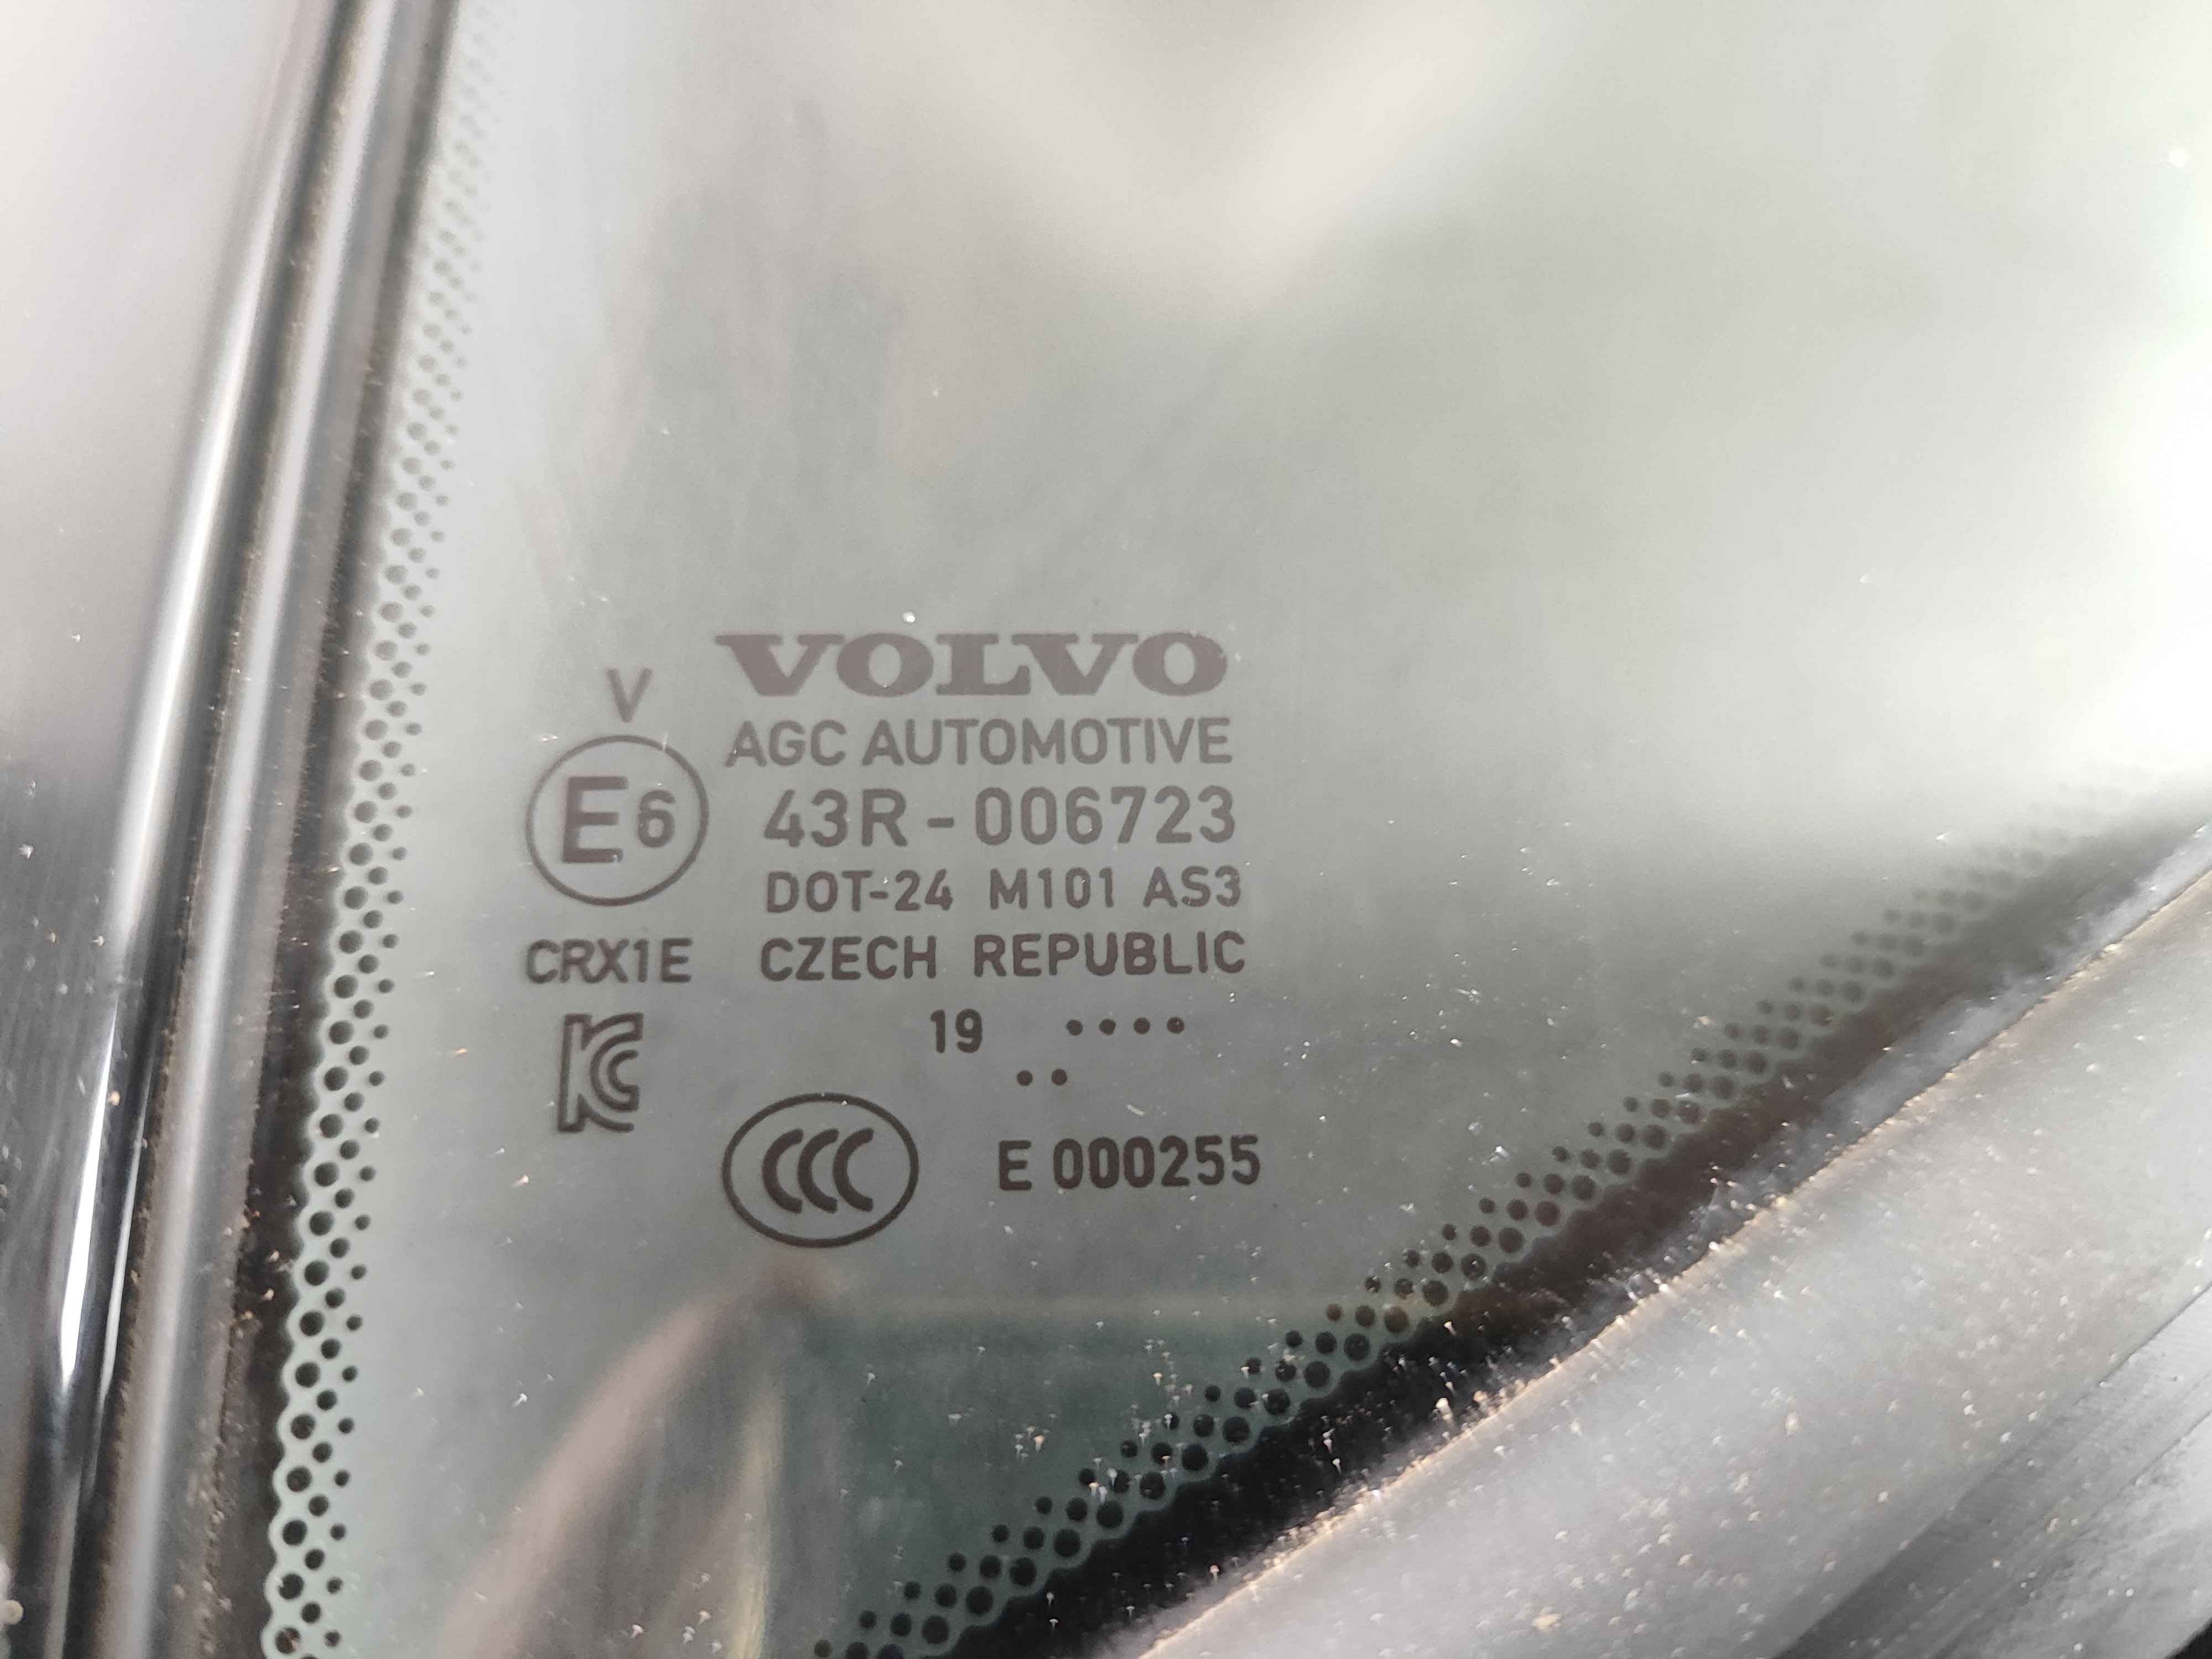 VOLVO
V
AGC AUTOMOTIVE
E6
43R - 006723
DOT-24 M101 AS3
CRX1E
CZECH REPUBLIC
19 ····
··
KC
CCC
E 000255